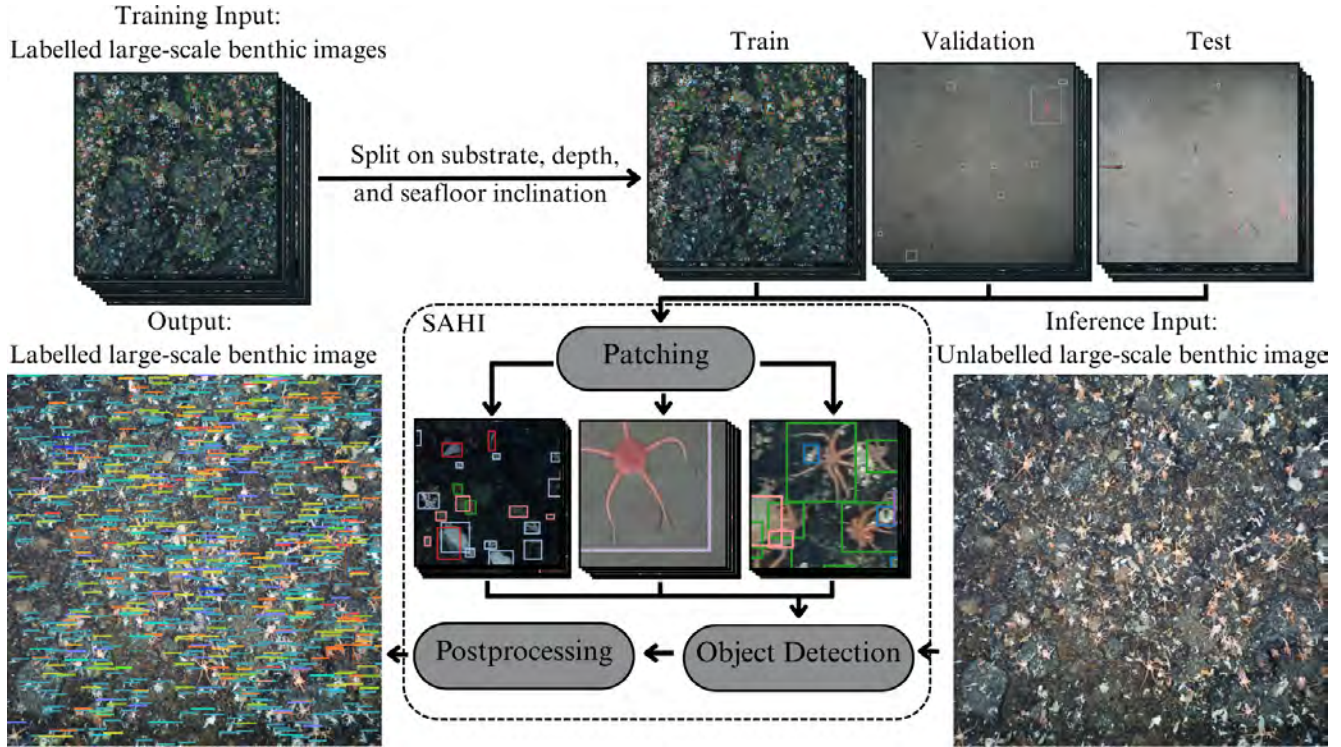 Training Input:
Labelled large-scale benthic images
Split on substrate, depth,
and seafloor inclination
Train
Validation
Test
SAHI
Patching
Output:
Labelled large-scale benthic image
Inference Input:
Unlabelled large-scale benthic image
Postprocessing
Object Detection